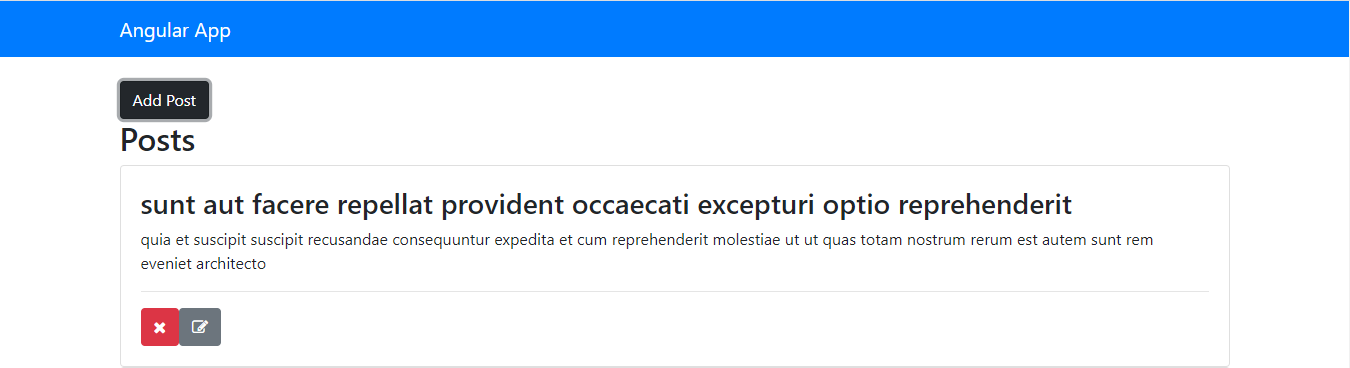 Angular App
Add Post
Posts
sunt aut facere repellat provident occaecati excepturi optio reprehenderit
quia et suscipit suscipit recusandae consequuntur expedita et cum reprehenderit molestiae ut ut quas totam nostrum rerum est autem sunt rem
eveniet architecto